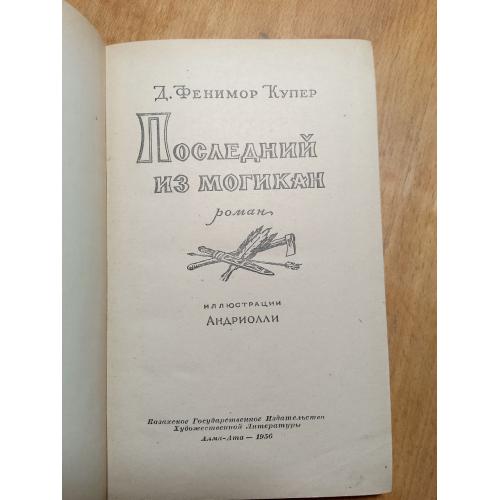 Д. Фенимор Купер
Последний
из могикан
роман
иллюстрации
Андриолли
Казахское Государственное Издательство
Художественной Литературы
Алма-Ата — 1956